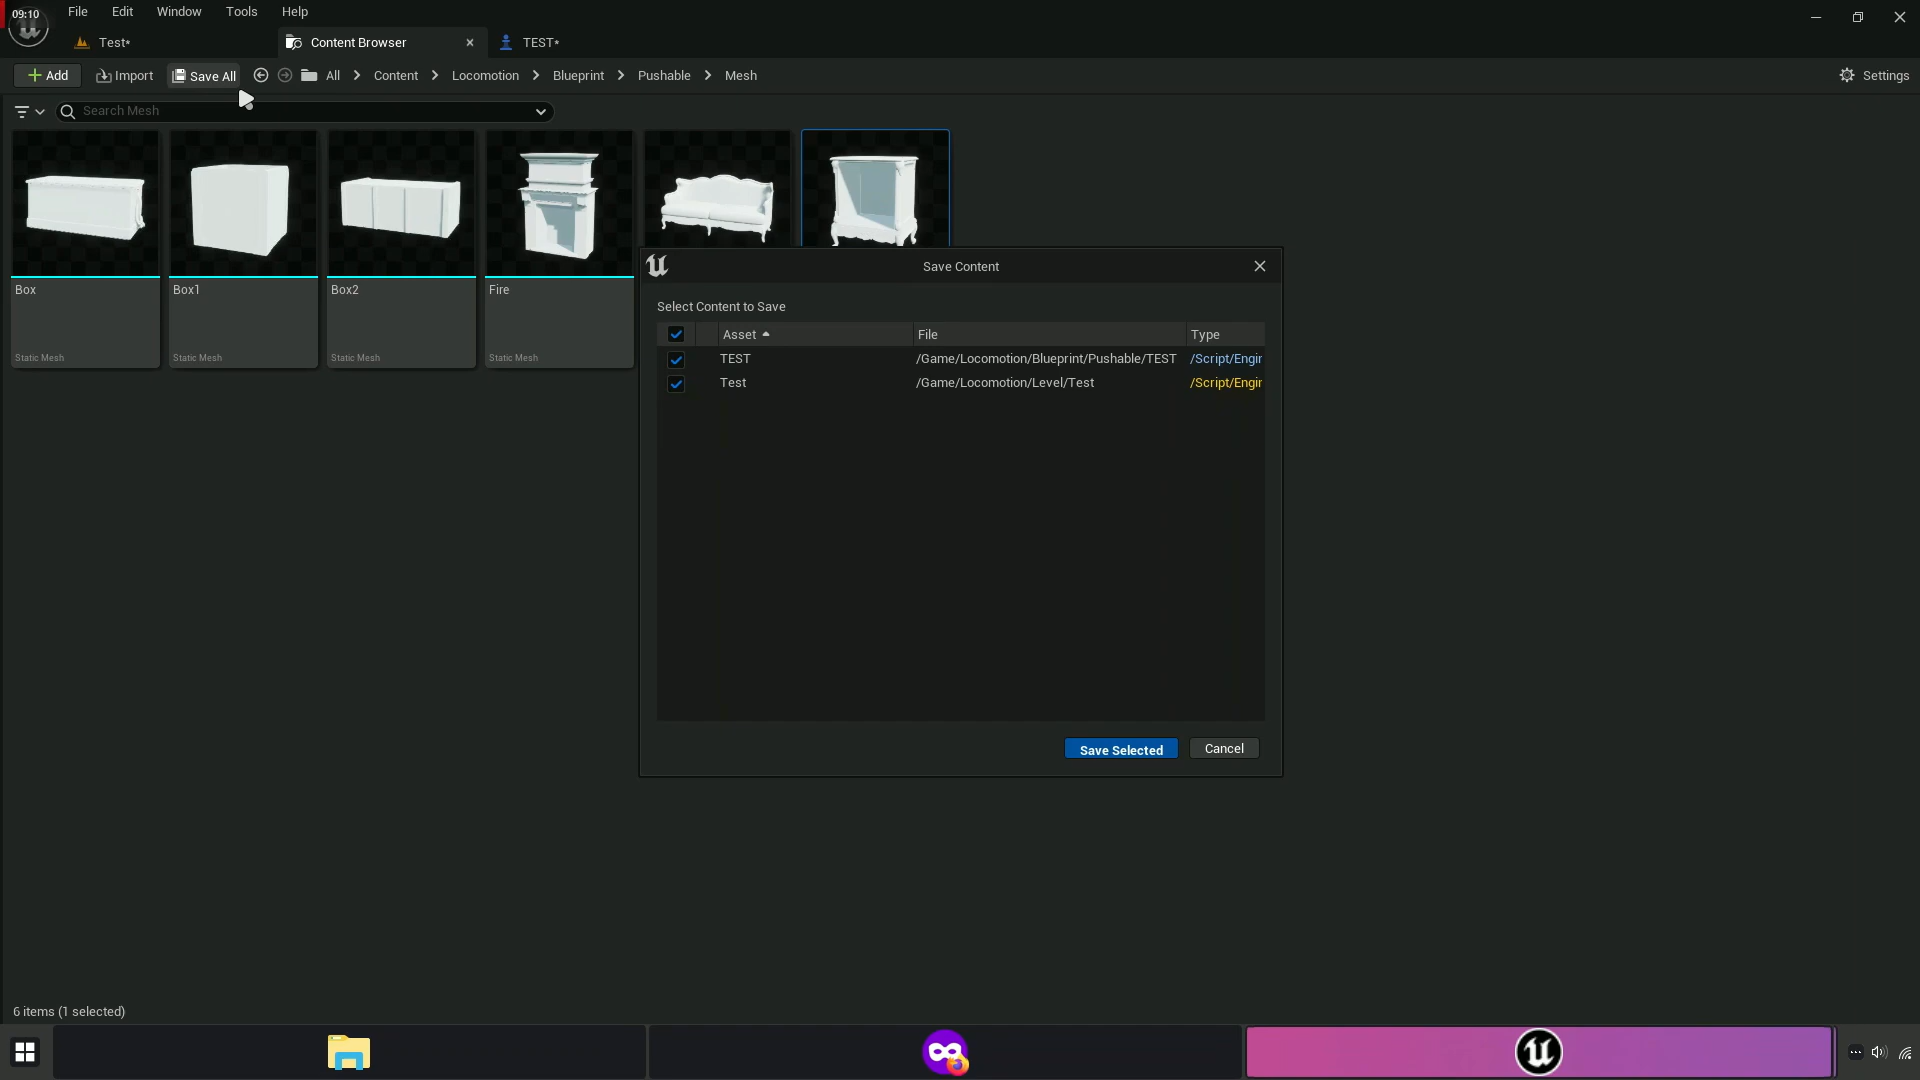 09:10
File Edit Window Tools Help
Test* Content Browser TEST*
Add Import Save All All Content Locomotion Blueprint Pushable Mesh Settings
Search Mesh
Box Box1 Box2 Fire
Static Mesh Static Mesh Static Mesh Static Mesh
Save Content
Select Content to Save
Asset File Type
TEST /Game/Locomotion/Blueprint/Pushable/TEST /Script/Engin
Test /Game/Locomotion/Level/Test /Script/Engin
Save Selected Cancel
6 items (1 selected)